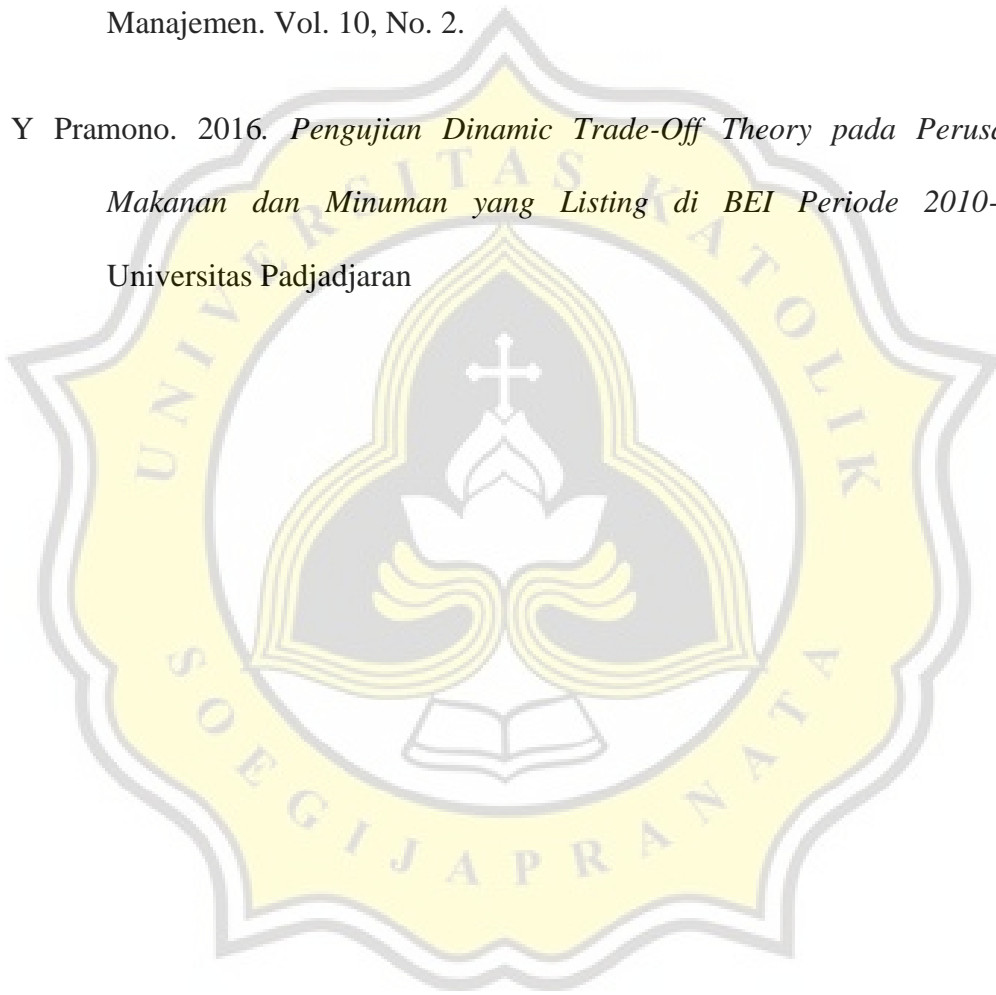 Manajemen. Vol. 10, No. 2.
Y Pramono. 2016. Pengujian Dinamic Trade-Off Theory pada
Makanan dan Minuman yang Listing di BEI Periode 2010-
Universitas Padjadjaran
UNIVERSITAS KATOLIK
SOEGIJAPRANATA